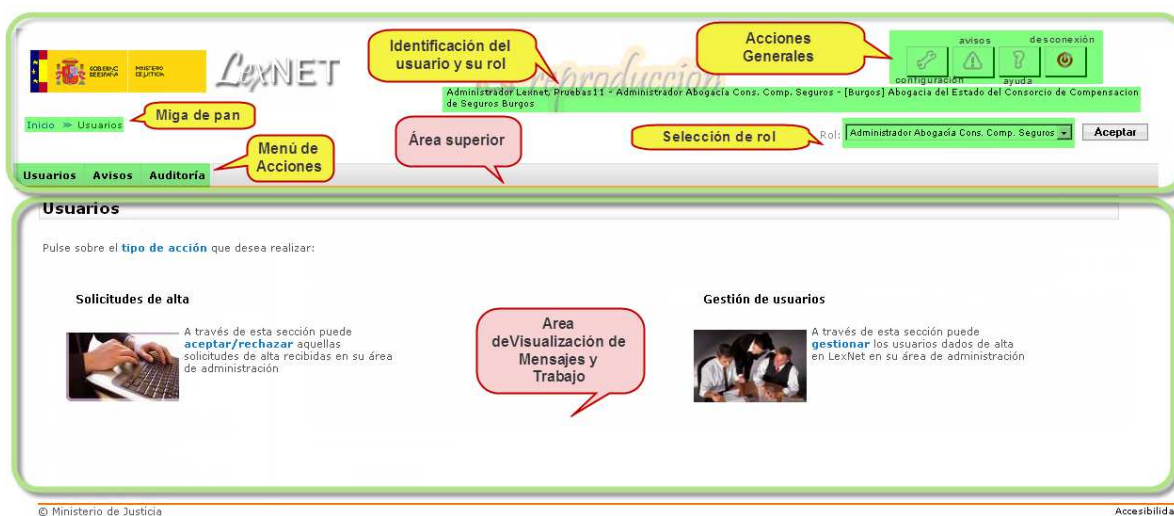 GOBIERNO DE ESPAÑA
MINISTERIO DE JUSTICIA
LexNET
Identificación del
usuario y su rol
Acciones
Generales
avisos
desconexión
configuración
ayuda
Administrador Lexnet, Pruebas11 - Administrador Abogacía Cons. Comp. Seguros - [Burgos] Abogacia del Estado del Consorcio de Compensacion
de Seguros Burgos
Miga de pan
Inicio » Usuarios
Área superior
Selección de rol
Rol:
Administrador Abogacía Cons. Comp. Seguros
Aceptar
Menú de
Acciones
Usuarios Avisos Auditoría
Usuarios
Pulse sobre el tipo de acción que desea realizar:
Solicitudes de alta
A través de esta sección puede
aceptar/rechazar aquellas
solicitudes de alta recibidas en su área
de administración
Area
deVisualización de
Mensajes y
Trabajo
Gestión de usuarios
A través de esta sección puede
gestionar los usuarios dados de alta
en LexNet en su área de administración
© Ministerio de Justicia
Accesibilida